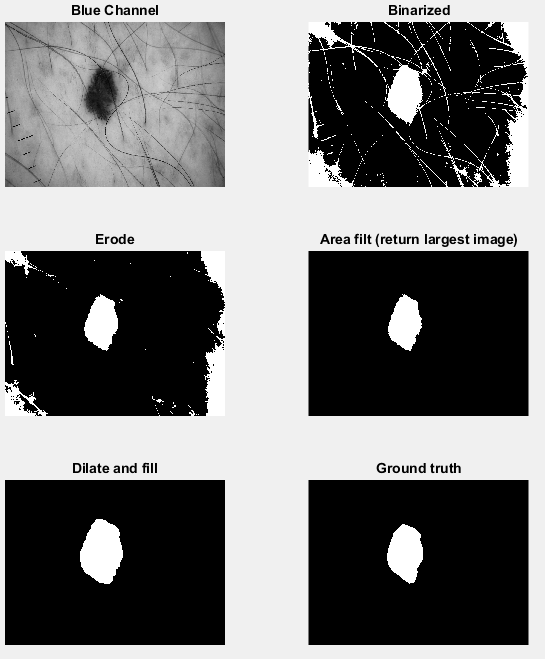 Blue Channel
Binarized
Erode
Area filt (return largest image)
Dilate and fill
Ground truth